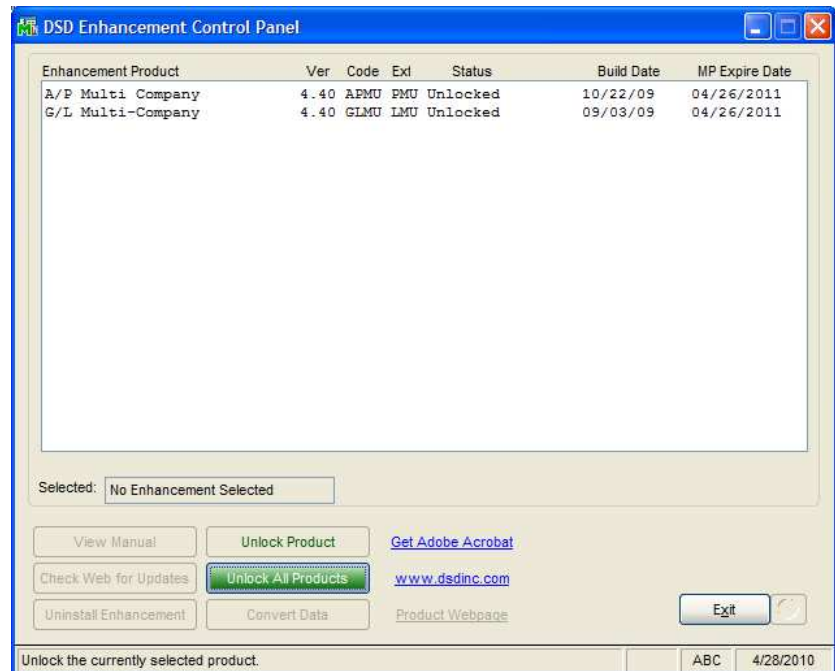 DSD Enhancement Control Panel
Enhancement Product Ver Code Ext Status Build Date MP Expire Date
A/P Multi Company 4.40 APMU PMU Unlocked 10/22/09 04/26/2011
G/L Multi-Company 4.40 GLMU LMU Unlocked 09/03/09 04/26/2011
Selected: No Enhancement Selected
View Manual Unlock Product Get Adobe Acrobat
Check Web for Updates Unlock All Products www.dsdinc.com
Uninstall Enhancement Convert Data Product Webpage Exit
Unlock the currently selected product. ABC 4/28/2010